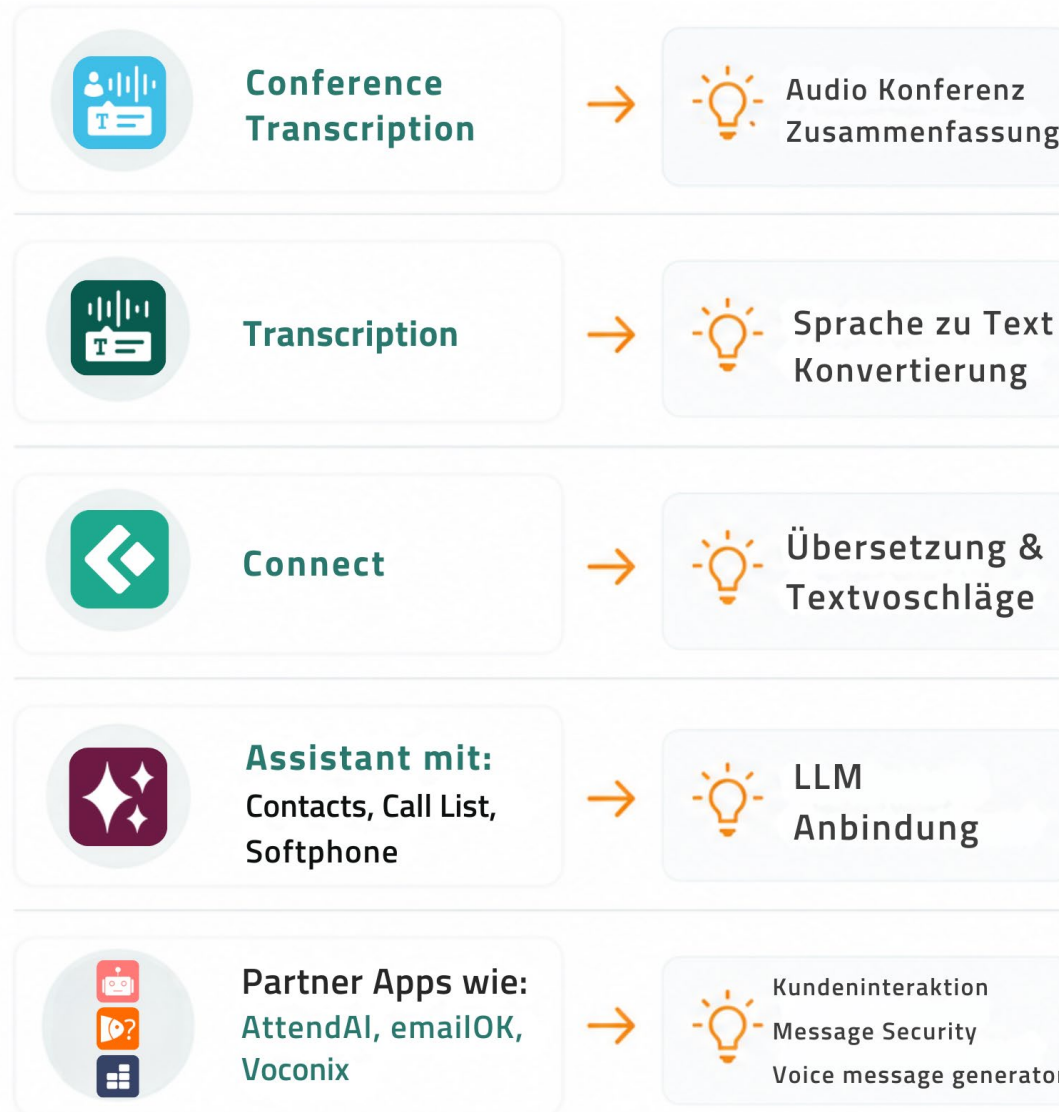 Conference
Transcription
Audio Konferenz
Zusammenfassung
T
Transcription
Sprache zu Text
Konvertierung
T
Connect
Übersetzung &
Textvoschläge
Assistant mit:
Contacts, Call List,
Softphone
LLM
Anbindung
Partner Apps wie:
AttendAI, emailOK,
Voconix
?
Kundeninteraktion
Message Security
Voice message generator